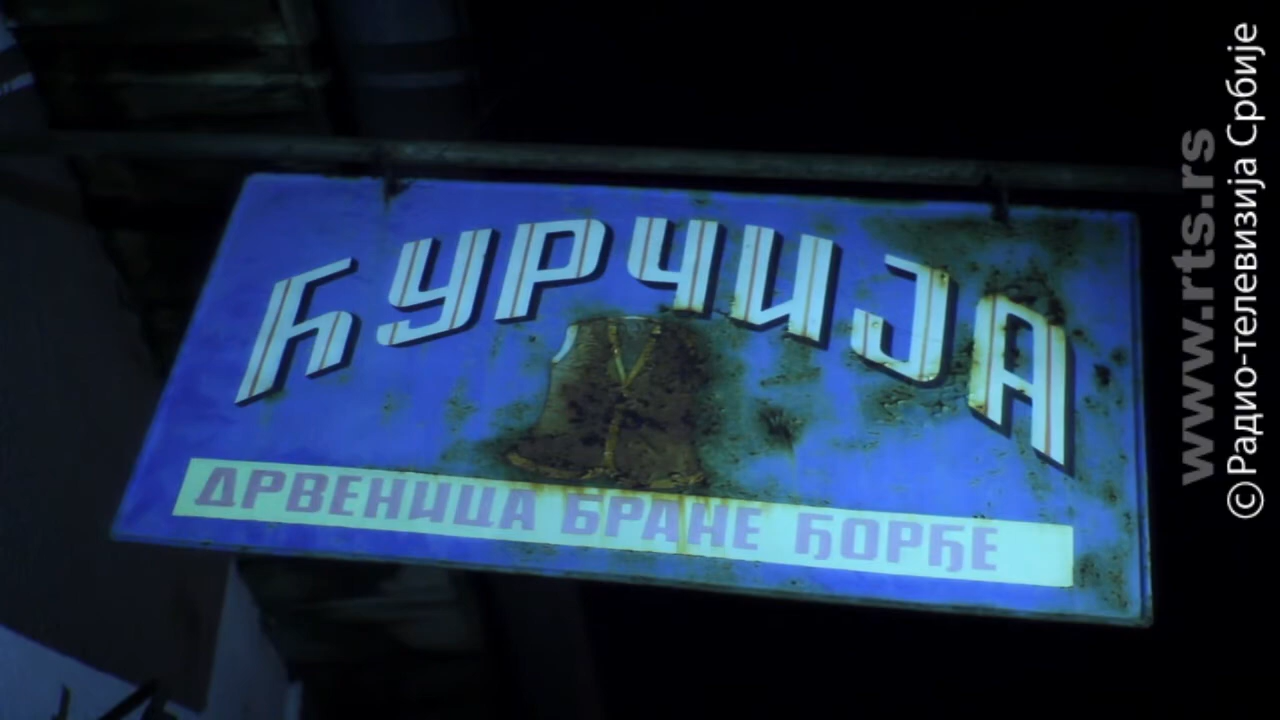 ЋУРЧИЈА
ДРВЕНИЦА БРАНЕ ЂОРЂЕ
www.rts.rs
©Радио-телевизија Србије